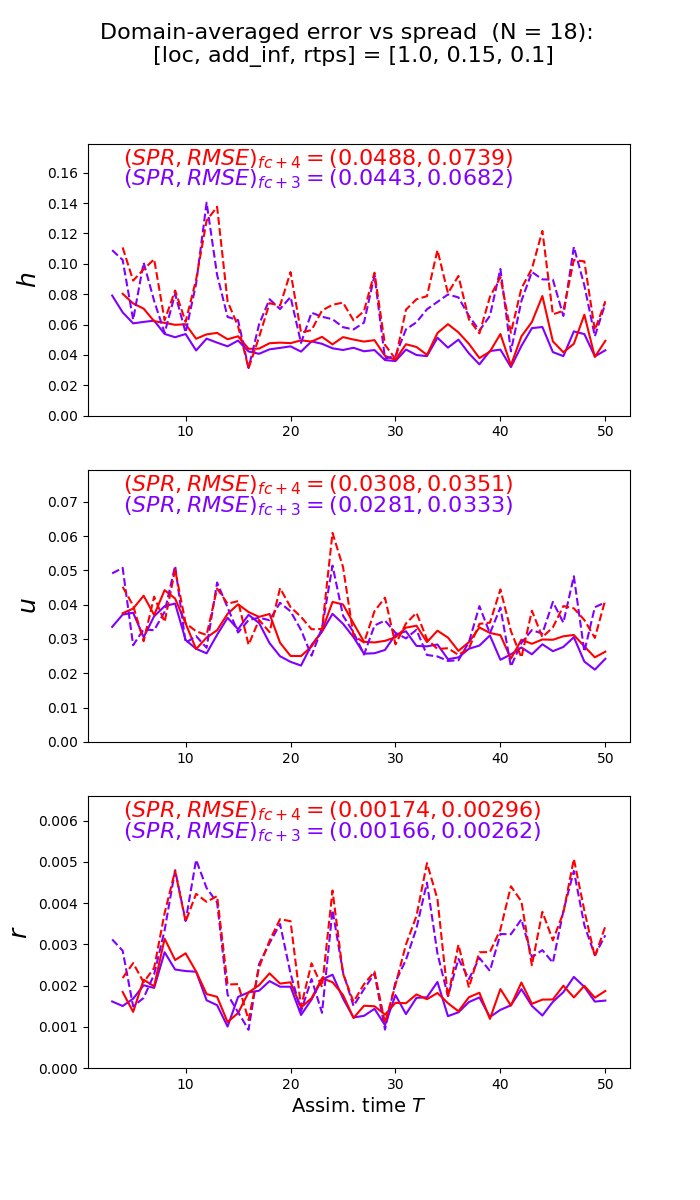 Domain-averaged error vs spread (N = 18):
[loc, add_inf, rtps] = [1.0, 0.15, 0.1]
(SPR, RMSE)fc+4 = (0.0488, 0.0739)
(SPR, RMSE)fc+3 = (0.0443, 0.0682)
0.16
0.14
0.12
0.10
0.08
0.06
0.04
0.02
0.00
h
10 20 30 40 50
(SPR, RMSE)fc+4 = (0.0308, 0.0351)
(SPR, RMSE)fc+3 = (0.0281, 0.0333)
0.07
0.06
0.05
0.04
0.03
0.02
0.01
0.00
u
10 20 30 40 50
(SPR, RMSE)fc+4 = (0.00174, 0.00296)
(SPR, RMSE)fc+3 = (0.00166, 0.00262)
0.006
0.005
0.004
0.003
0.002
0.001
0.000
r
10 20 30 40 50
Assim. time T